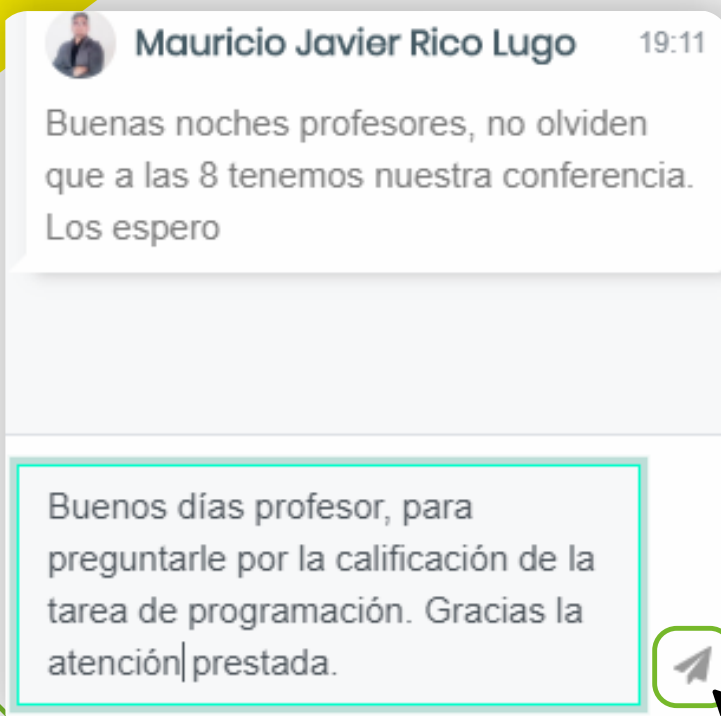 Mauricio Javier Rico Lugo 19:11
Buenas noches profesores, no olviden
que a las 8 tenemos nuestra conferencia.
Los espero
Buenos días profesor, para
preguntarle por la calificación de la
tarea de programación. Gracias la
atención prestada.